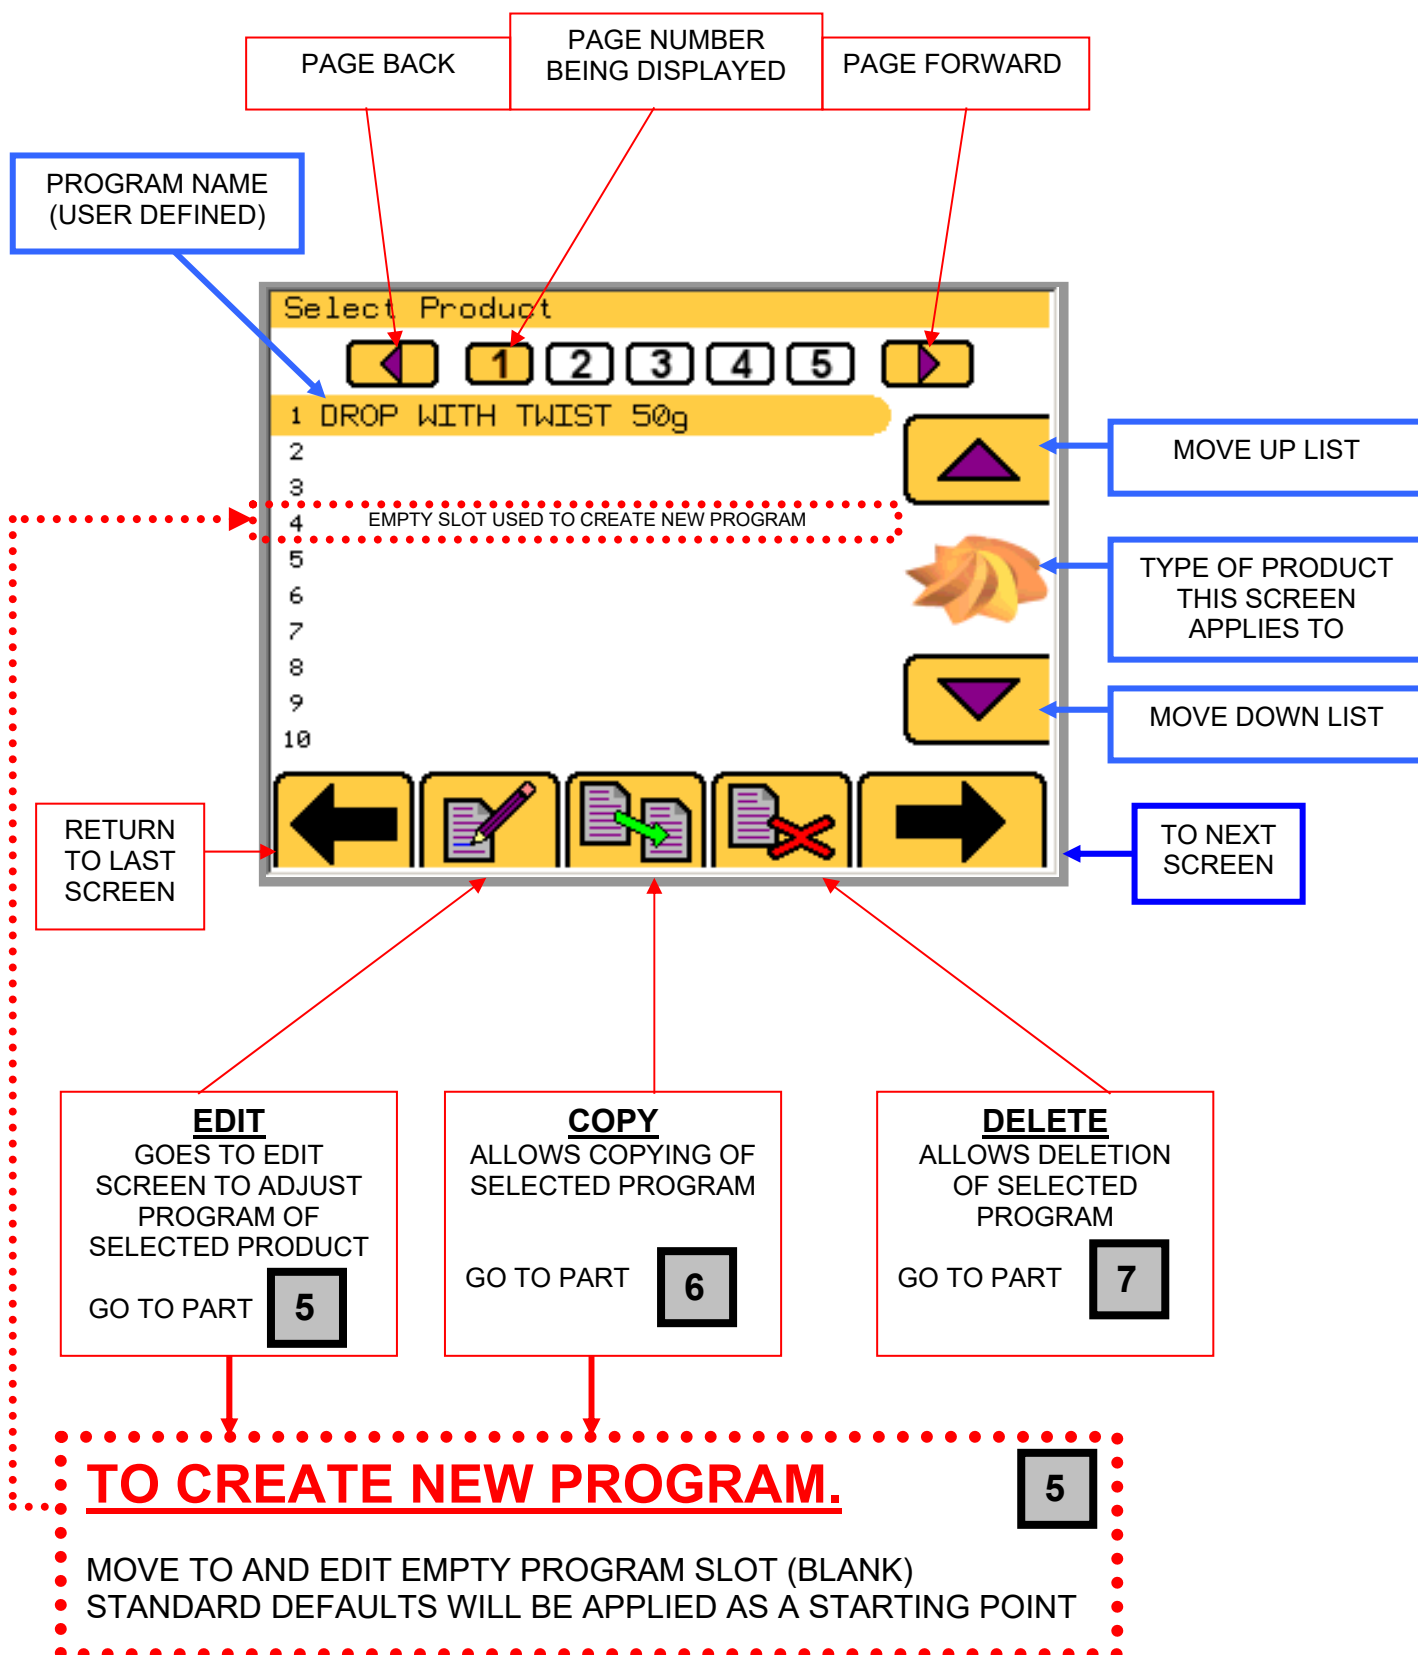 PAGE BACK
PAGE NUMBER
BEING DISPLAYED
PAGE FORWARD
PROGRAM NAME
(USER DEFINED)
Select Product
1 2 3 4 5
1 DROP WITH TWIST 50g
2
3
4 EMPTY SLOT USED TO CREATE NEW PROGRAM
5
6
7
8
9
10
MOVE UP LIST
TYPE OF PRODUCT
THIS SCREEN
APPLIES TO
MOVE DOWN LIST
RETURN
TO LAST
SCREEN
TO NEXT
SCREEN
EDIT
GOES TO EDIT
SCREEN TO ADJUST
PROGRAM OF
SELECTED PRODUCT
GO TO PART 5
COPY
ALLOWS COPYING OF
SELECTED PROGRAM
GO TO PART 6
DELETE
ALLOWS DELETION
OF SELECTED
PROGRAM
GO TO PART 7
TO CREATE NEW PROGRAM. 5
MOVE TO AND EDIT EMPTY PROGRAM SLOT (BLANK)
STANDARD DEFAULTS WILL BE APPLIED AS A STARTING POINT